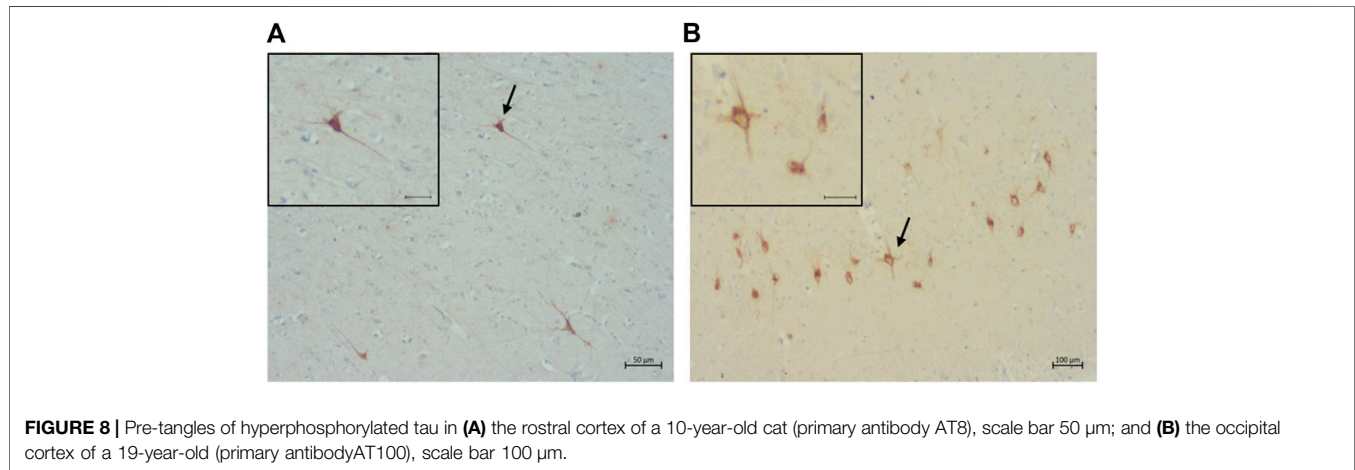 A
B
50 µm
100 µm
FIGURE 8 | Pre-tangles of hyperphosphorylated tau in (A) the rostral cortex of a 10-year-old cat (primary antibody AT8), scale bar 50 µm; and (B) the occipital
cortex of a 19-year-old (primary antibodyAT100), scale bar 100 µm.